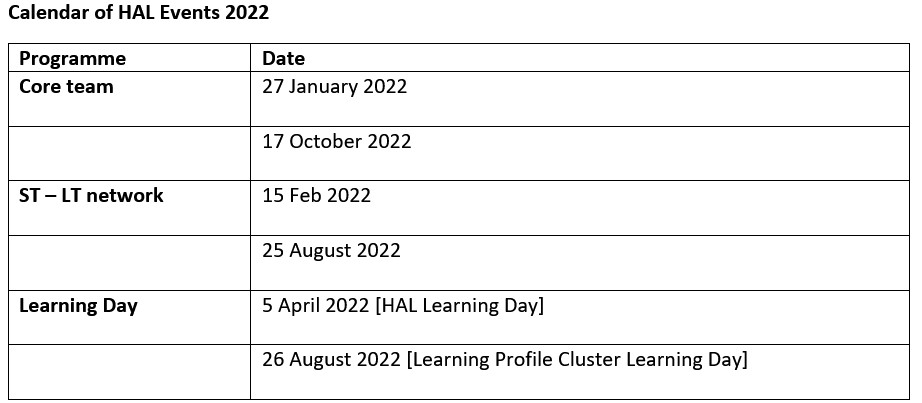 Calendar of HAL Events 2022
Programme Date
Core team 27 January 2022
17 October 2022
ST – LT network 15 Feb 2022
25 August 2022
Learning Day 5 April 2022 [HAL Learning Day]
26 August 2022 [Learning Profile Cluster Learning Day]